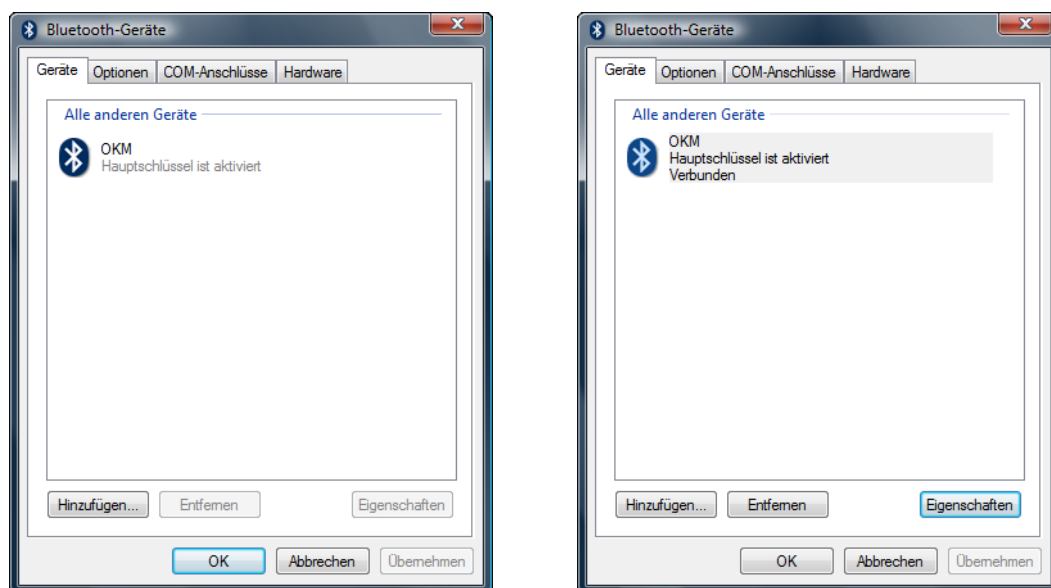 Bluetooth-Geräte
Geräte Optionen COM-Anschlüsse Hardware
Alle anderen Geräte
OKM
Hauptschlüssel ist aktiviert
Hinzufügen... Entfernen Eigenschaften
OK Abbrechen Übernehmen
Bluetooth-Geräte
Geräte Optionen COM-Anschlüsse Hardware
Alle anderen Geräte
OKM
Hauptschlüssel ist aktiviert
Verbunden
Hinzufügen... Entfernen Eigenschaften
OK Abbrechen Übernehmen